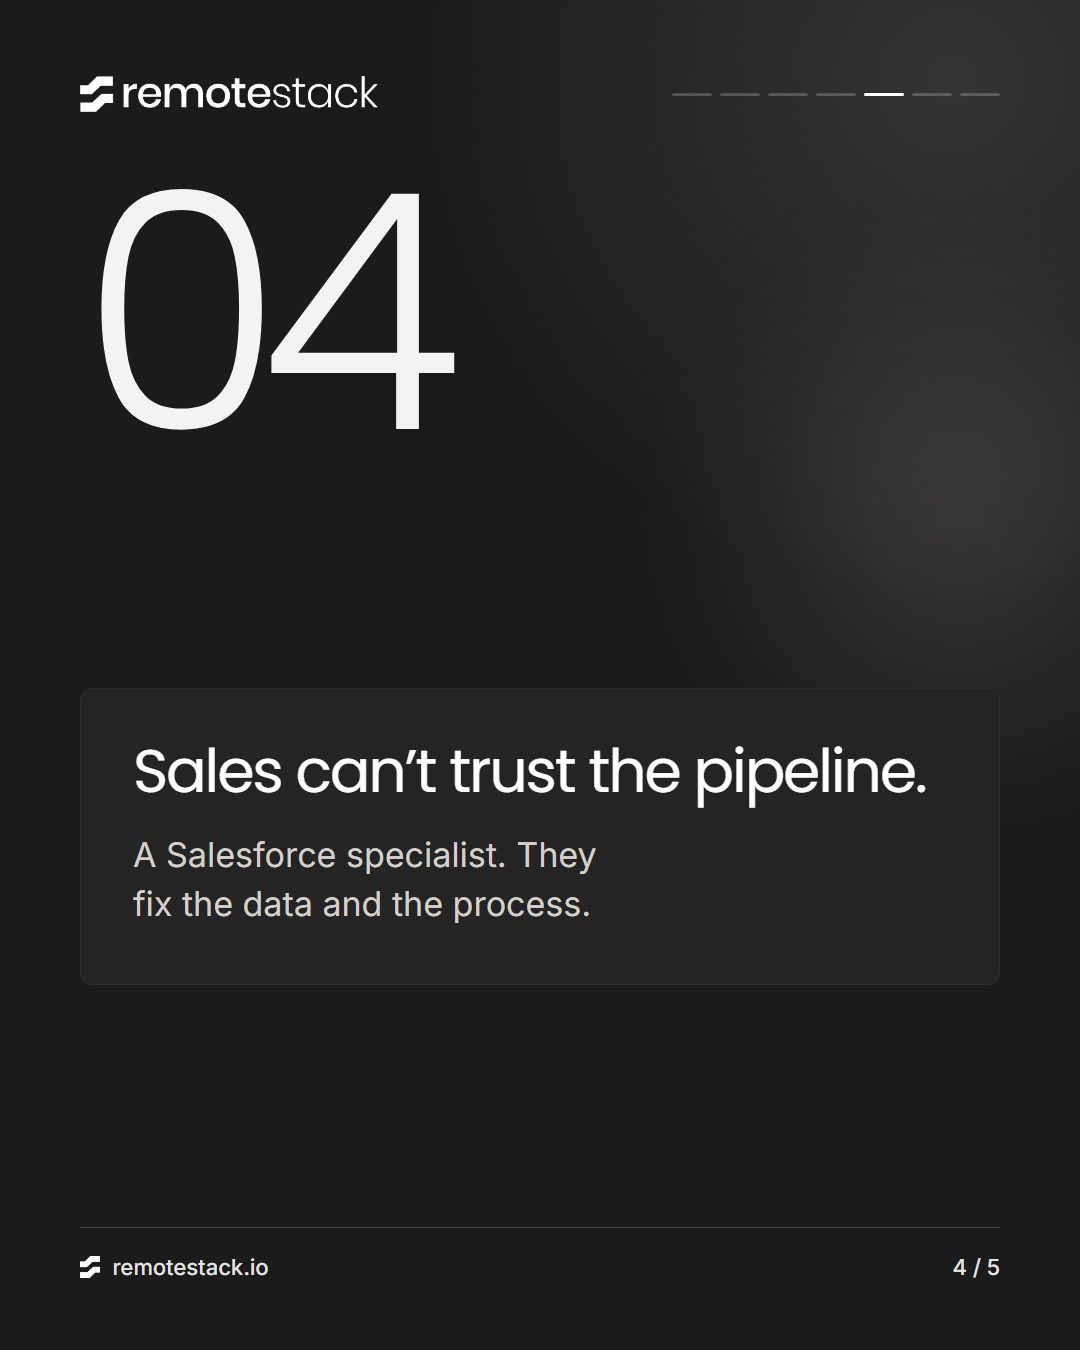 remotestack
04
Sales can’t trust the pipeline.
A Salesforce specialist. They
fix the data and the process.
remotestack.io
4 / 5